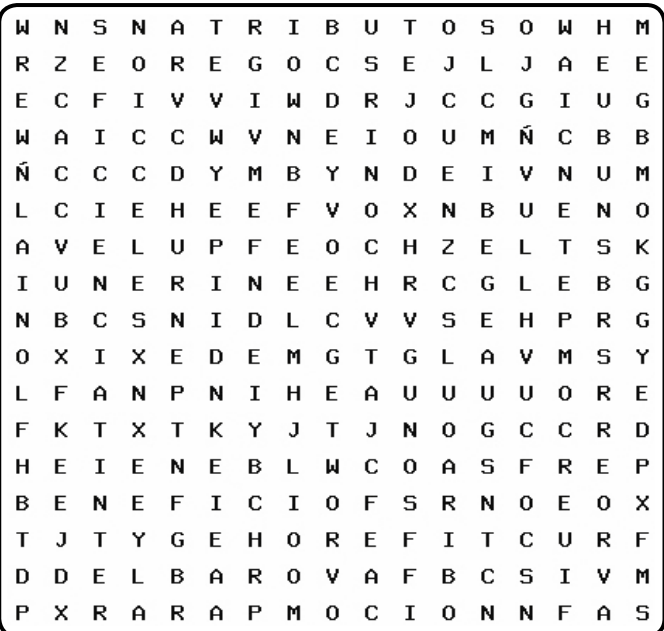 W N S N A T R I B U T O S O W H M
R Z E O R E G O C S E J L J A E E
E C F I V V I W D R J C C G I U G
W A I C C W V N E I O U M Ñ C B B
Ñ C C C D Y M B Y N D E I V N U M
L C I E H E E F V O X N B U E N O
A V E L U P F E O C H Z E L T S K
I U N E R I N E E H R C G L E B G
N B C S N I D L C V V S E H P R G
O X I X E D E M G T G L A V M S Y
L F A N P N I H E A U U U U O R E
F K T X T K Y J T J N O G C C R D
H E I E N E B L W C O A S F R E P
B E N E F I C I O F S R N O E O X
T J T Y G E H O R E F I T C U R F
D D E L B A R O V A F B C S I V M
P X R A R A P M O C I O N N F A S